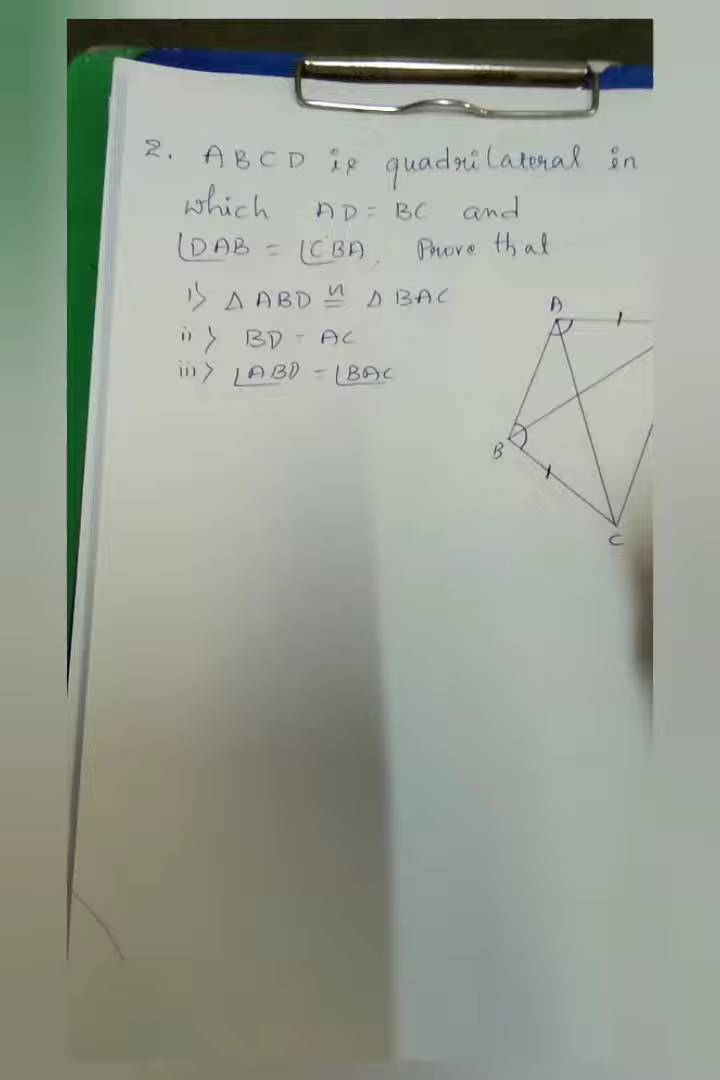 2. ABCD is quadrilateral in
which AD = BC and
∠DAB = ∠CBA, Prove that
i> △ ABD ≅ △ BAC
ii> BD = AC
iii> ∠ABD = ∠BAC
A
B
C